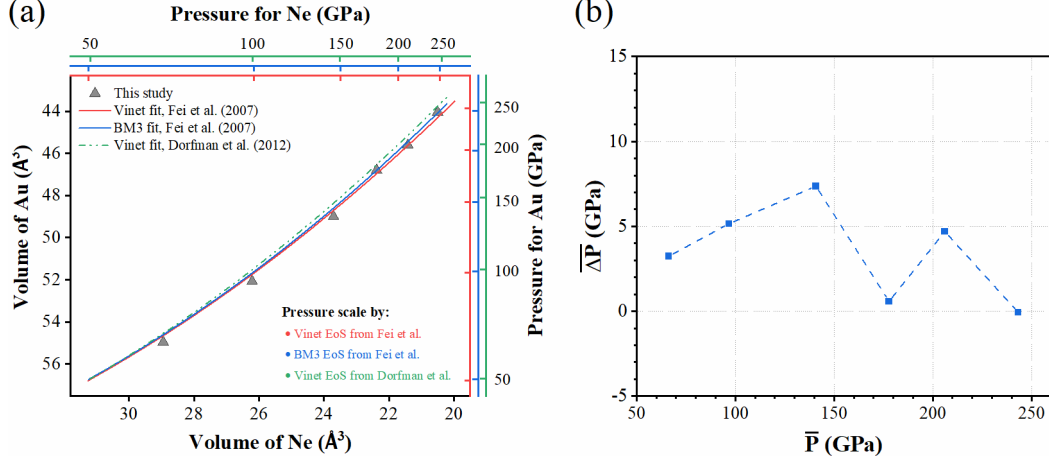 (a)
Pressure for Ne (GPa)
50 100 150 200 250
This study
Vinet fit, Fei et al. (2007)
BM3 fit, Fei et al. (2007)
Vinet fit, Dorfman et al. (2012)
Volume of Au (Å³)
44
46
48
50
52
54
56
Pressure for Au (GPa)
250
200
150
100
50
Pressure scale by:
Vinet EoS from Fei et al.
BM3 EoS from Fei et al.
Vinet EoS from Dorfman et al.
30 28 26 24 22 20
Volume of Ne (Å³)
(b)
ΔP̅ (GPa)
15
10
5
0
-5
50 100 150 200 250
P̅ (GPa)